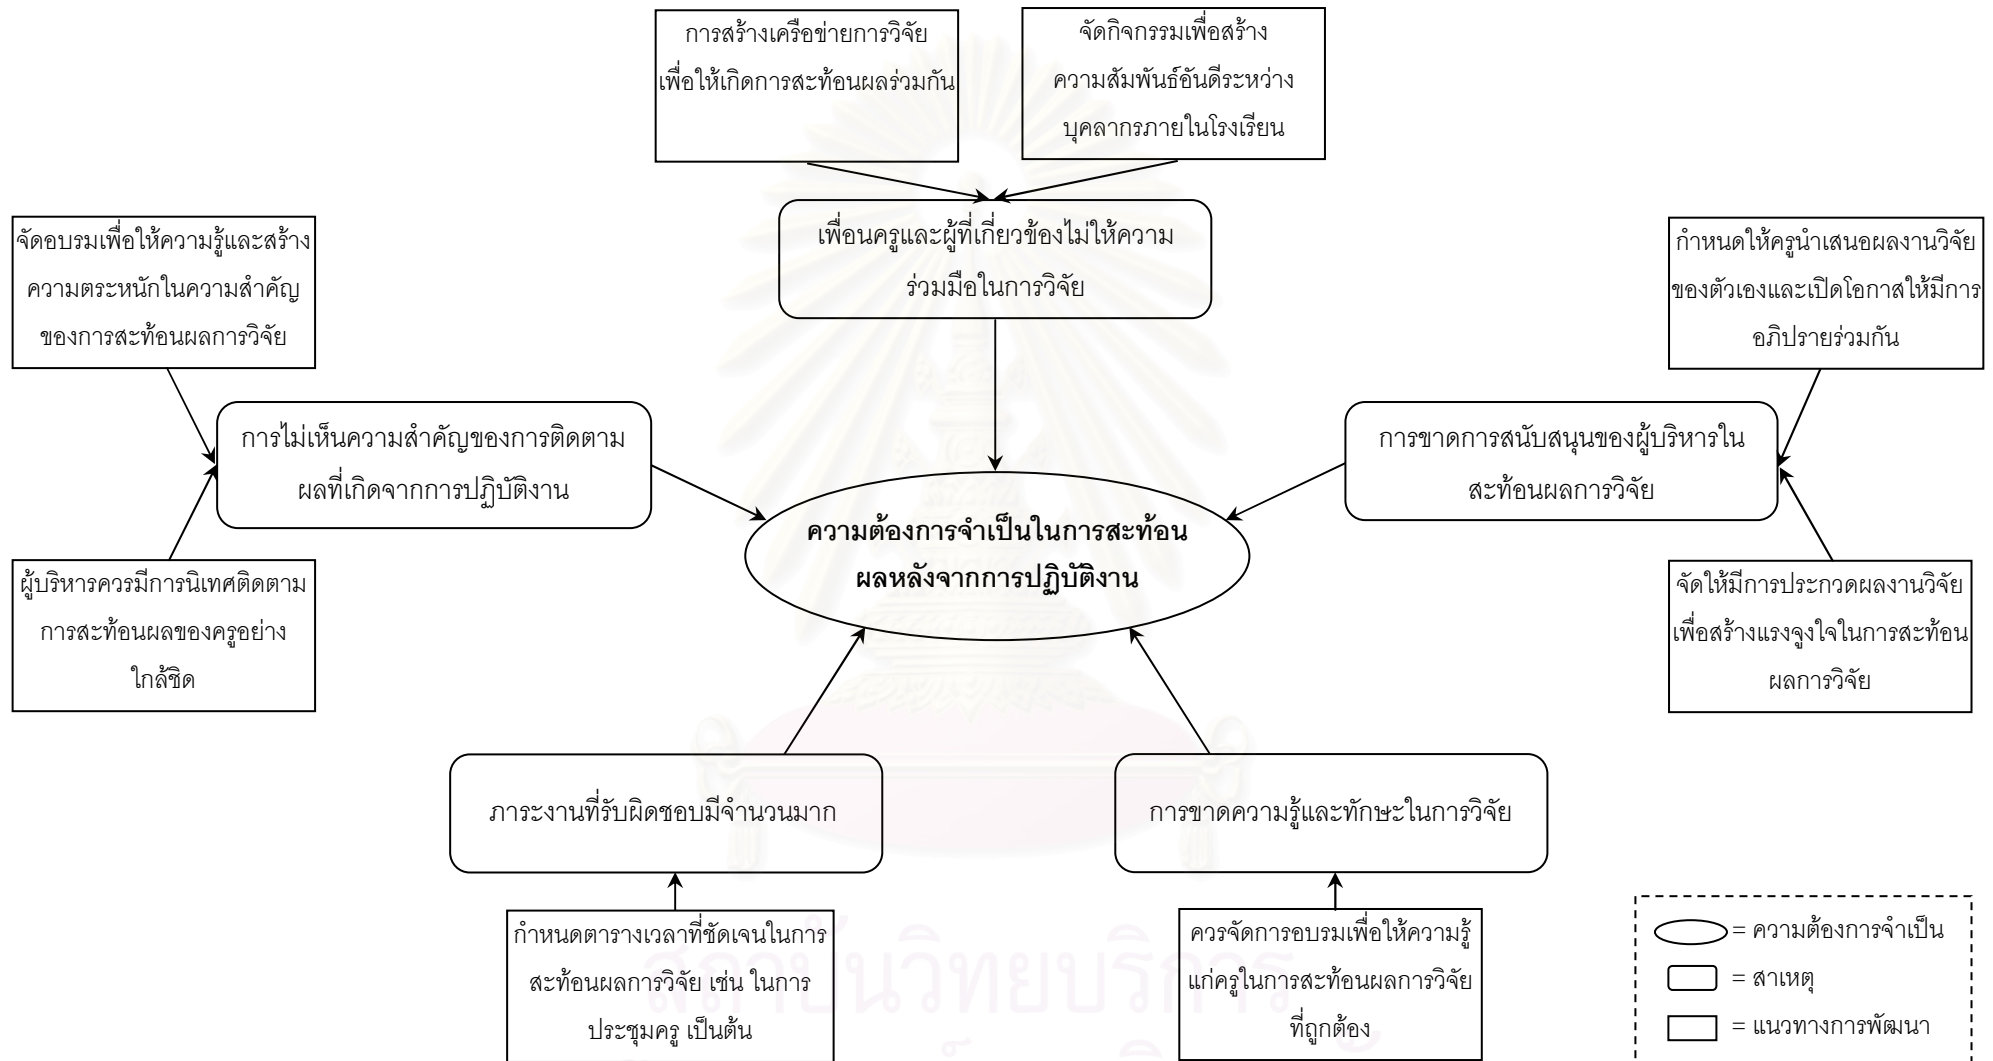 การสร้างเครือข่ายการวิจัย
เพื่อให้เกิดการสะท้อนผลร่วมกัน
จัดกิจกรรมเพื่อสร้าง
ความสัมพันธ์อันดีระหว่าง
บุคลากรภายในโรงเรียน
เพื่อนครูและผู้ที่เกี่ยวข้องไม่ให้ความ
ร่วมมือในการวิจัย
จัดอบรมเพื่อให้ความรู้และสร้าง
ความตระหนักในความสำคัญ
ของการสะท้อนผลการวิจัย
กำหนดให้ครูนำเสนอผลงานวิจัย
ของตัวเองและเปิดโอกาสให้มีการ
อภิปรายร่วมกัน
การไม่เห็นความสำคัญของการติดตาม
ผลที่เกิดจากการปฏิบัติงาน
การขาดการสนับสนุนของผู้บริหารใน
สะท้อนผลการวิจัย
ความต้องการจำเป็นในการสะท้อน
ผลหลังจากการปฏิบัติงาน
ผู้บริหารควรมีการนิเทศติดตาม
การสะท้อนผลของครูอย่าง
ใกล้ชิด
จัดให้มีการประกวดผลงานวิจัย
เพื่อสร้างแรงจูงใจในการสะท้อน
ผลการวิจัย
ภาระงานที่รับผิดชอบมีจำนวนมาก
การขาดความรู้และทักษะในการวิจัย
กำหนดตารางเวลาที่ชัดเจนในการ
สะท้อนผลการวิจัย เช่น ในการ
ประชุมครู เป็นต้น
ควรจัดการอบรมเพื่อให้ความรู้
แก่ครูในการสะท้อนผลการวิจัย
ที่ถูกต้อง
= ความต้องการจำเป็น
= สาเหตุ
= แนวทางการพัฒนา
สถาบันวิทยบริการ